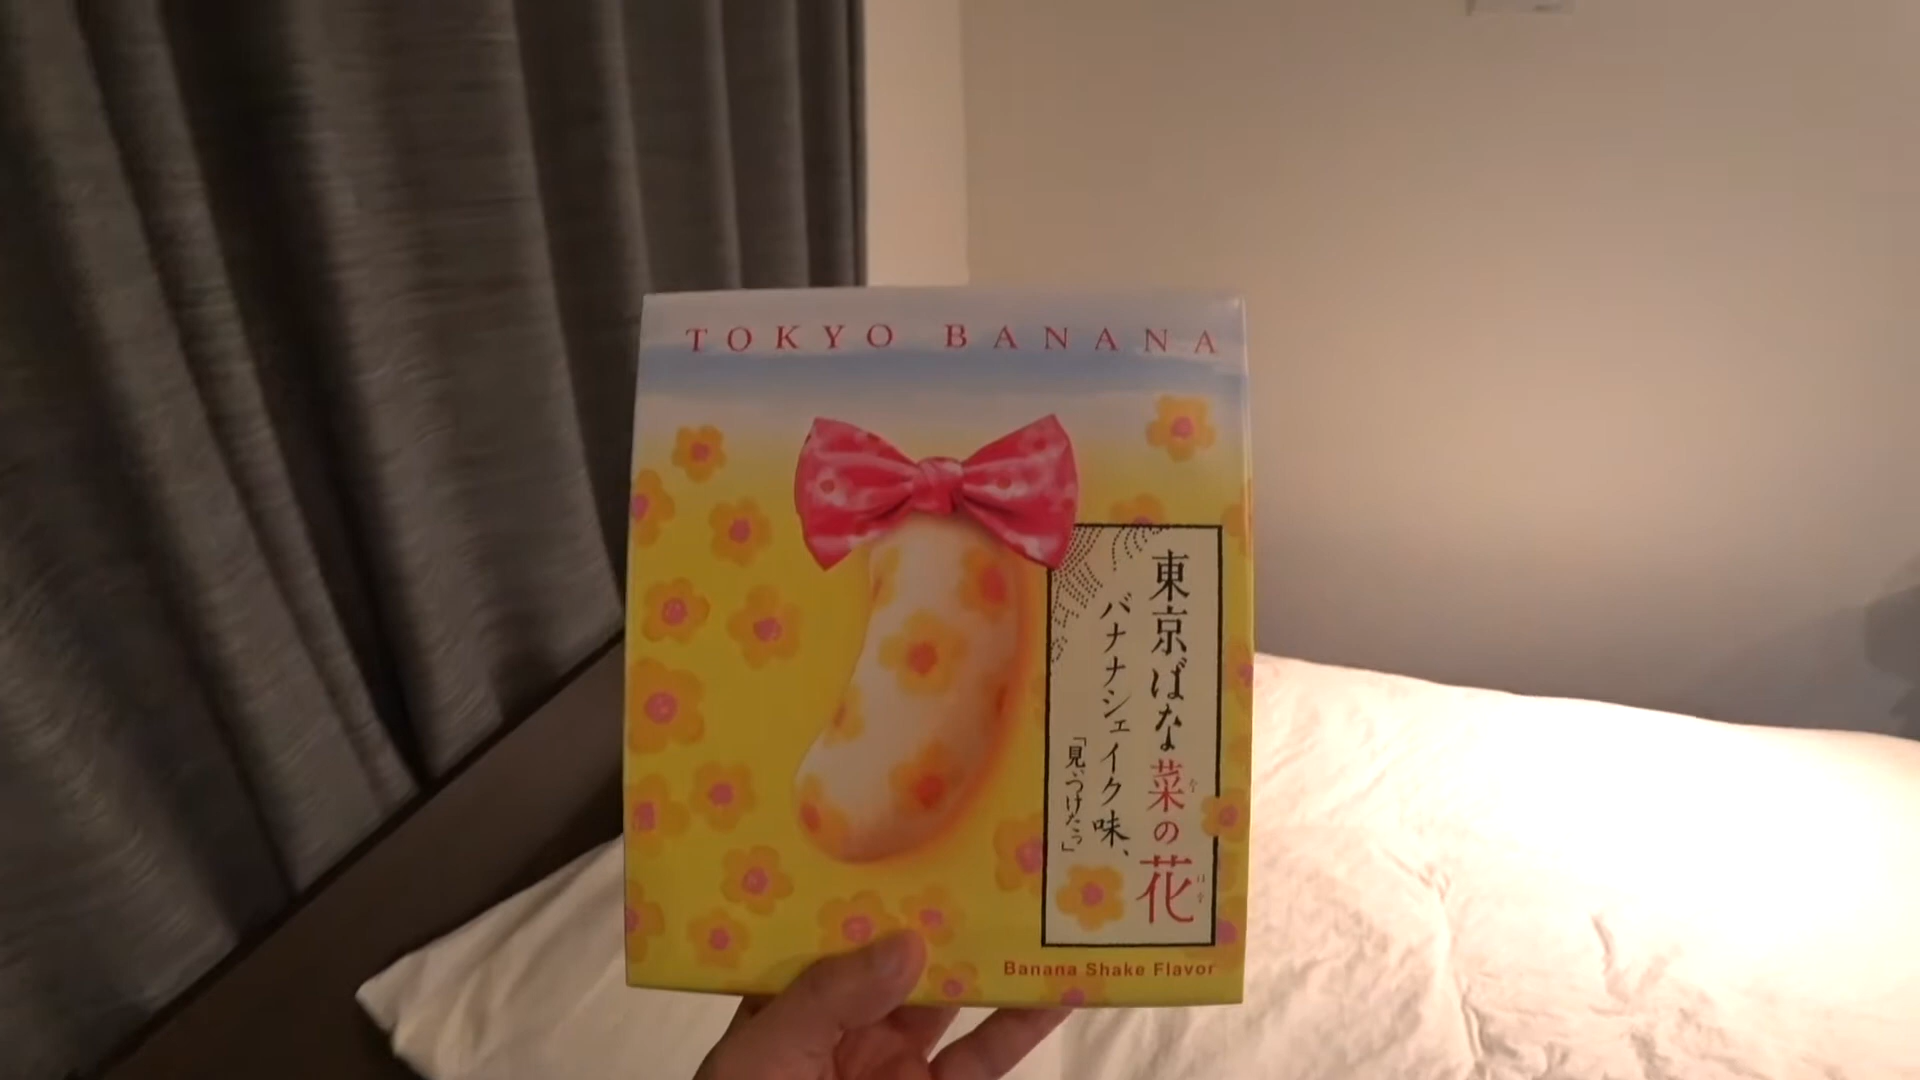 TOKYO BANANA
東京ばな菜の花
バナナシェイク味、
「見ぃつけたっ」
Banana Shake Flavor